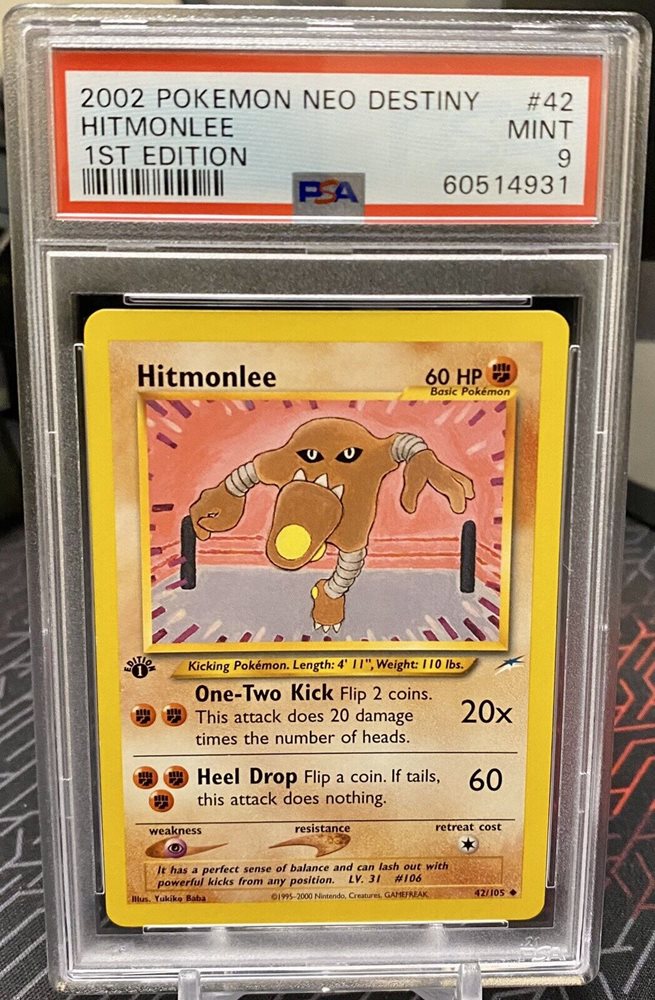 2002 POKEMON NEO DESTINY #42
HITMONLEE MINT
1ST EDITION 9
PSA 60514931
Hitmonlee 60 HP
Basic Pokémon
EDITION
1
Kicking Pokémon. Length: 4' 11", Weight: 110 lbs.
One-Two Kick Flip 2 coins.
This attack does 20 damage 20x
times the number of heads.
Heel Drop Flip a coin. If tails, 60
this attack does nothing.
weakness resistance retreat cost
It has a perfect sense of balance and can lash out with
powerful kicks from any position. LV. 31 #106
Illus. Yukiko Baba ©1995-2000 Nintendo, Creatures, GAMEFREAK. 42/105